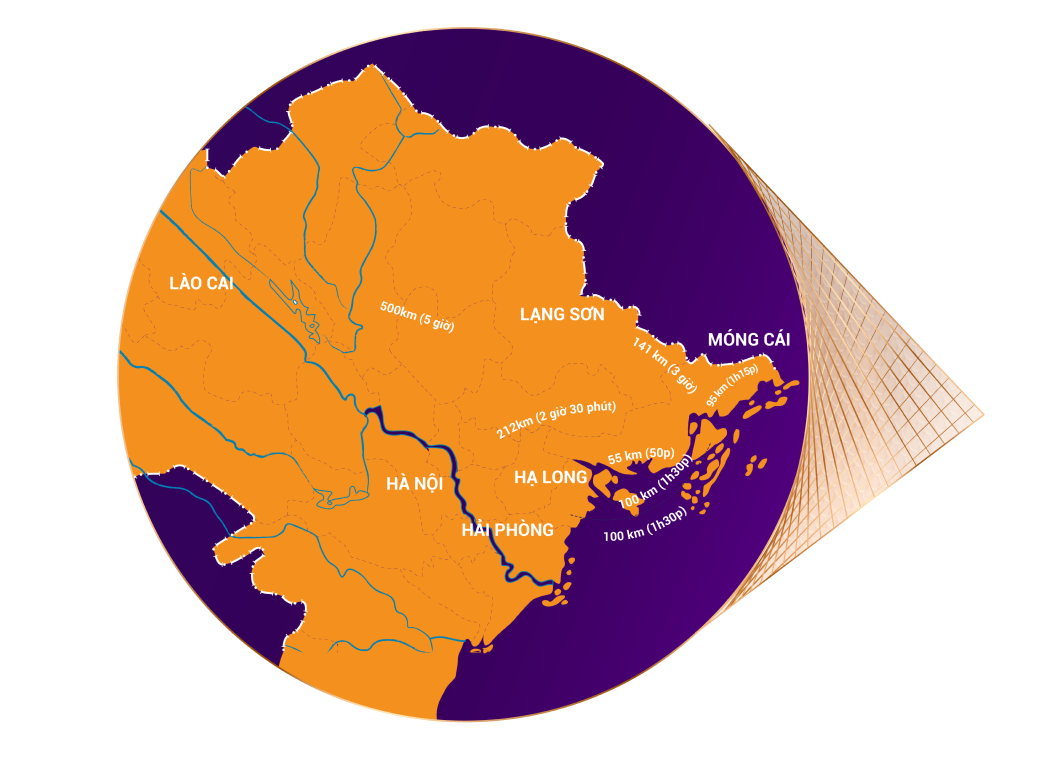 LÀO CAI
500km (5 giờ)
LẠNG SƠN
MÓNG CÁI
141 km (3 giờ)
95 km (1h15p)
212km (2 giờ 30 phút)
55 km (50p)
HẠ LONG
HÀ NỘI
100 km (1h30p)
HẢI PHÒNG
100 km (1h30p)